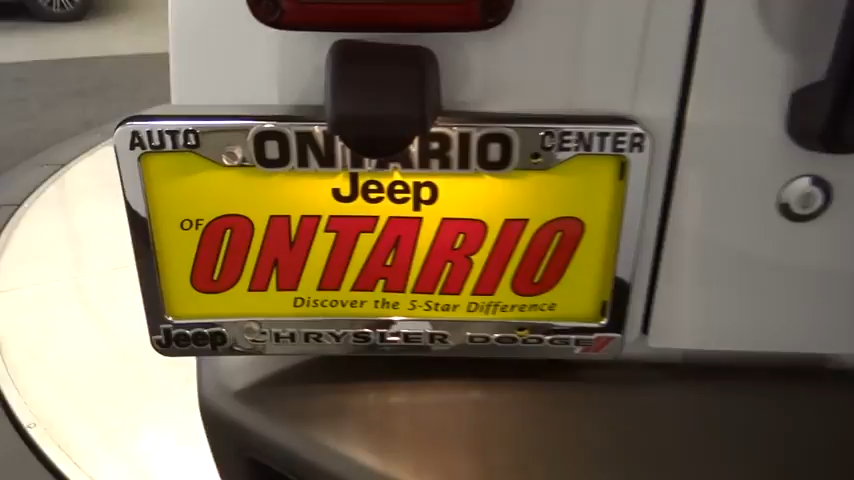 AUTO ONTARIO CENTER
Jeep
OF ONTARIO
Discover the 5-Star Difference
Jeep CHRYSLER DODGE